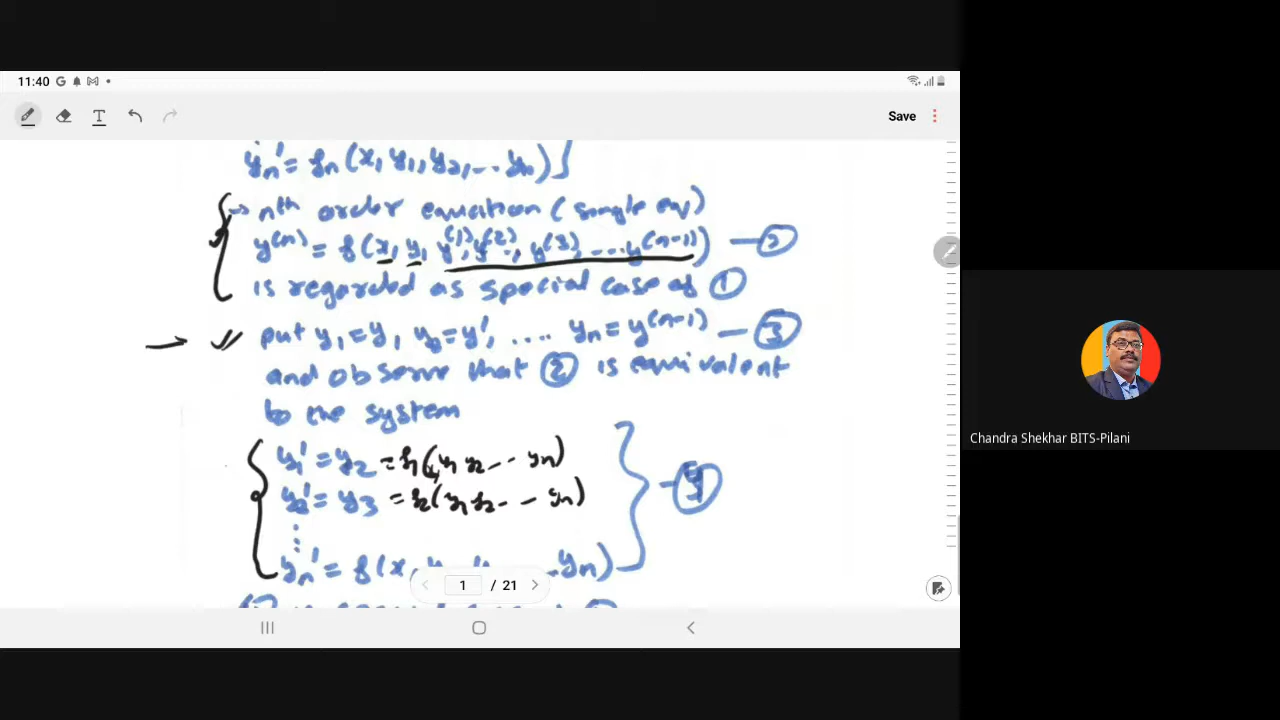 11:40 G
Save
yn' = fn (x, y1, y2, ... yn) }
→ nth order equation ( single eq)
y(n) = f(x, y, y(1), y(2), y(3), ... y(n-1)) — ②
is regarded as special case of ①
→ put y1 = y, y2 = y', .... yn = y(n-1) — ③
and observe that ② is equivalent
to the system
y1' = y2 = f1(x, y1 y2 - - yn)
y2' = y3 = f2(y1 y2 - - yn) — ④
⋮
yn' = f(x, ... yn)
1 / 21
Chandra Shekhar BITS-Pilani